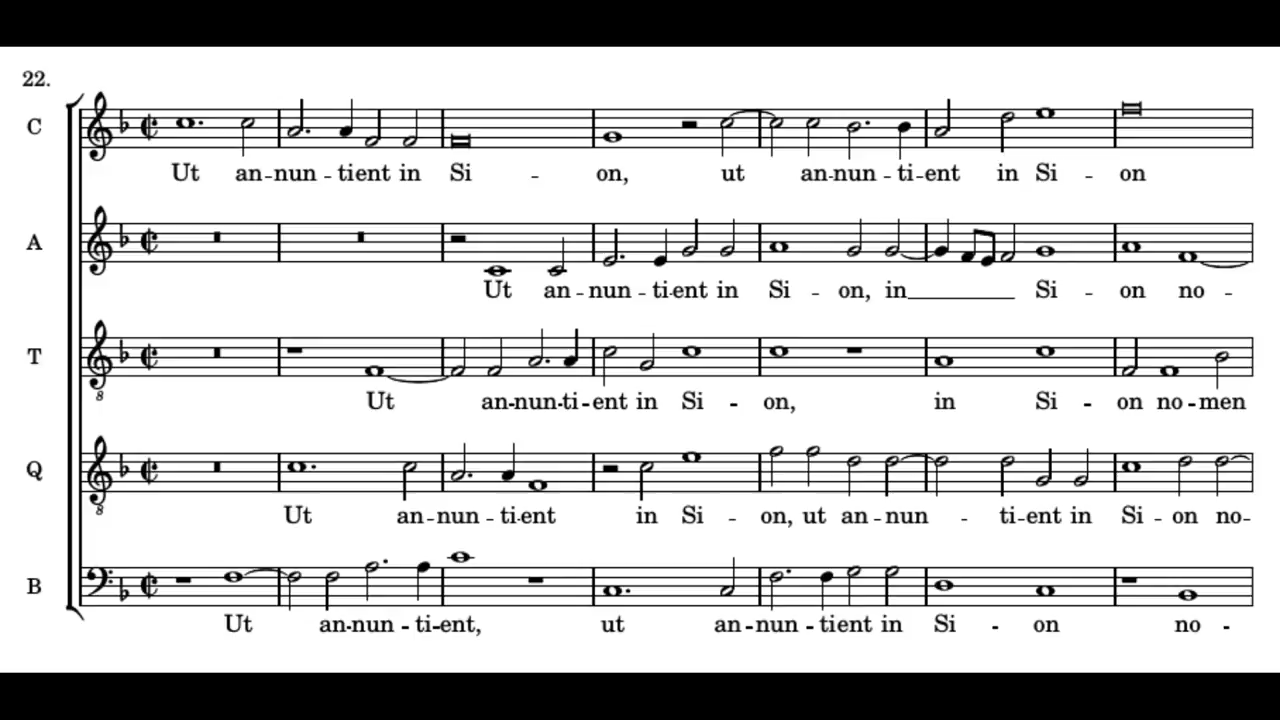 22.
C
Ut an-nun-tient in Si - on, ut an-nun-ti-ent in Si - on
A
Ut an-nun-ti-ent in Si - on, in Si - on no -
T
8
Ut an-nun-ti-ent in Si - on, in Si - on no-men
Q
8
Ut an-nun-ti-ent in Si - on, ut an-nun - ti-ent in Si-on no-
B
Ut an-nun-ti-ent, ut an-nun-tient in Si - on no -